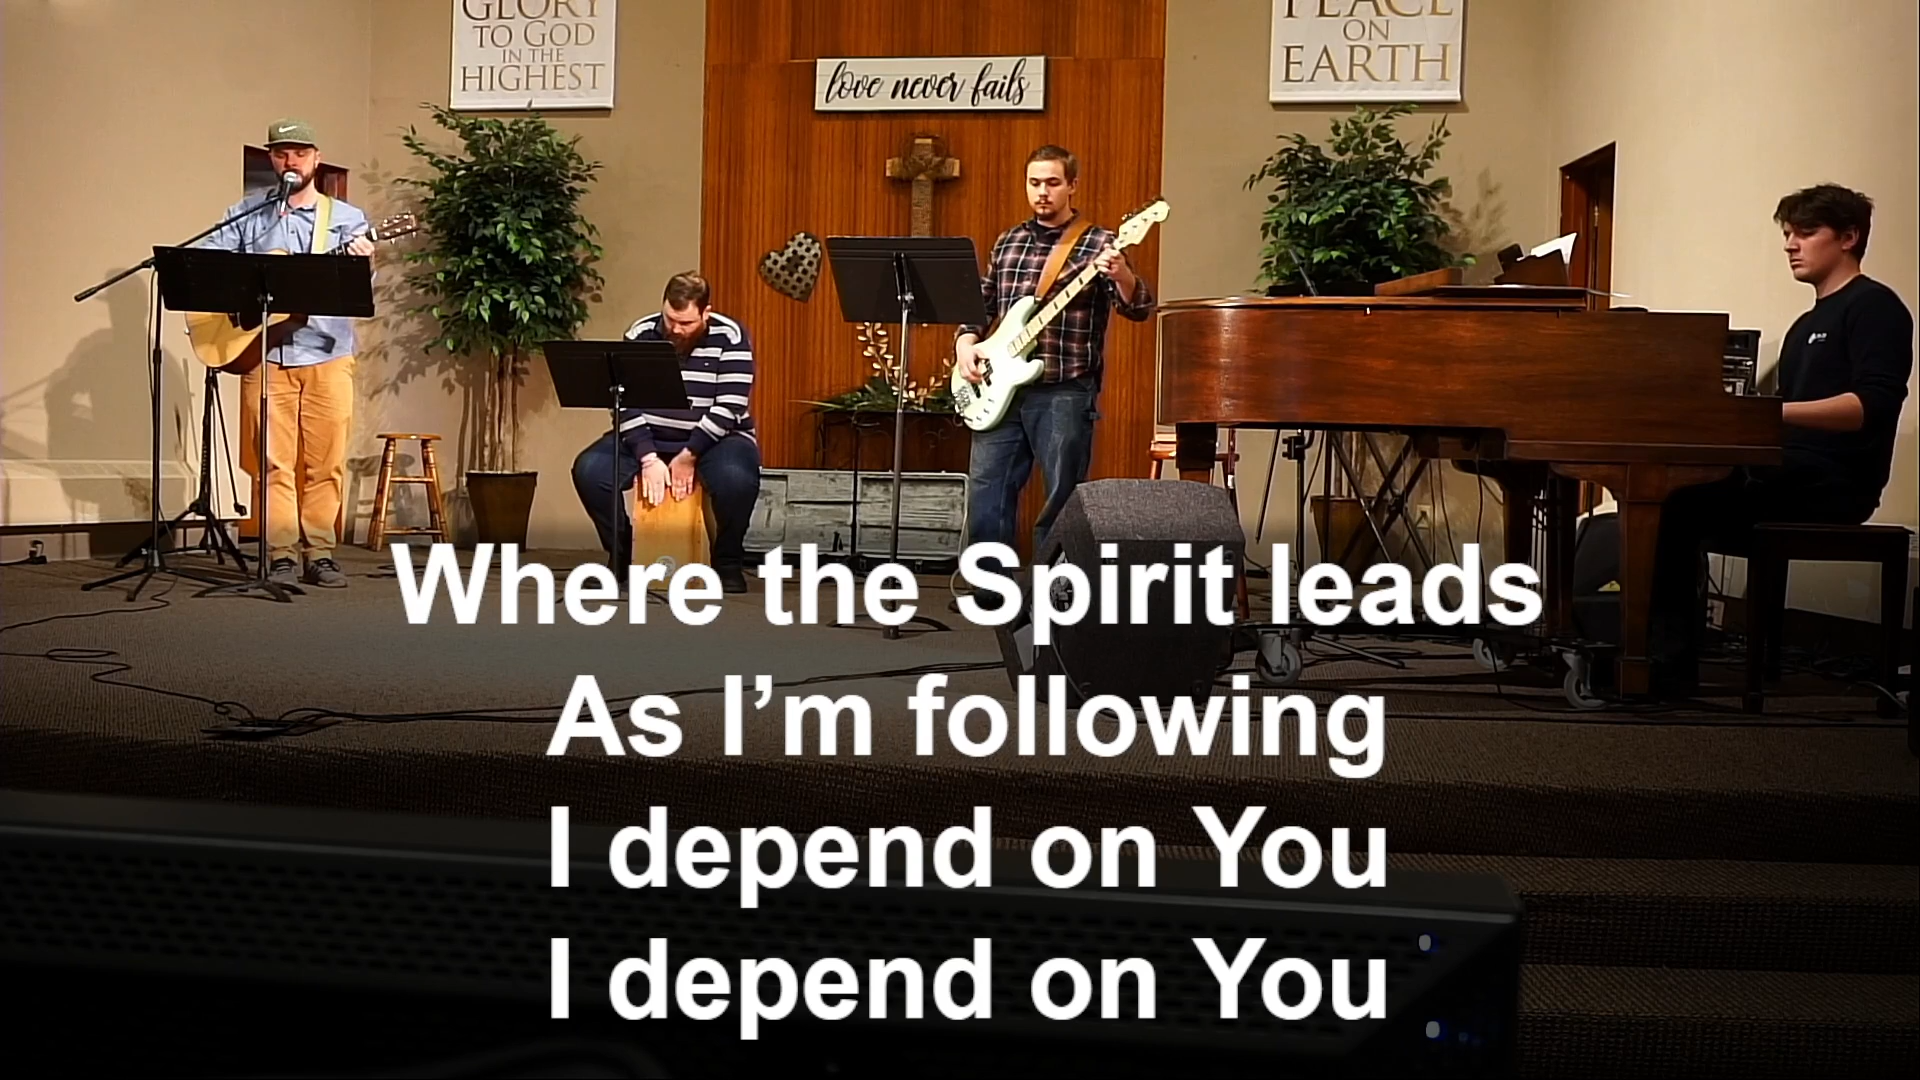 GLORY
TO GOD
IN THE
HIGHEST
love never fails
PEACE
ON
EARTH
Where the Spirit leads
As I’m following
I depend on You
I depend on You